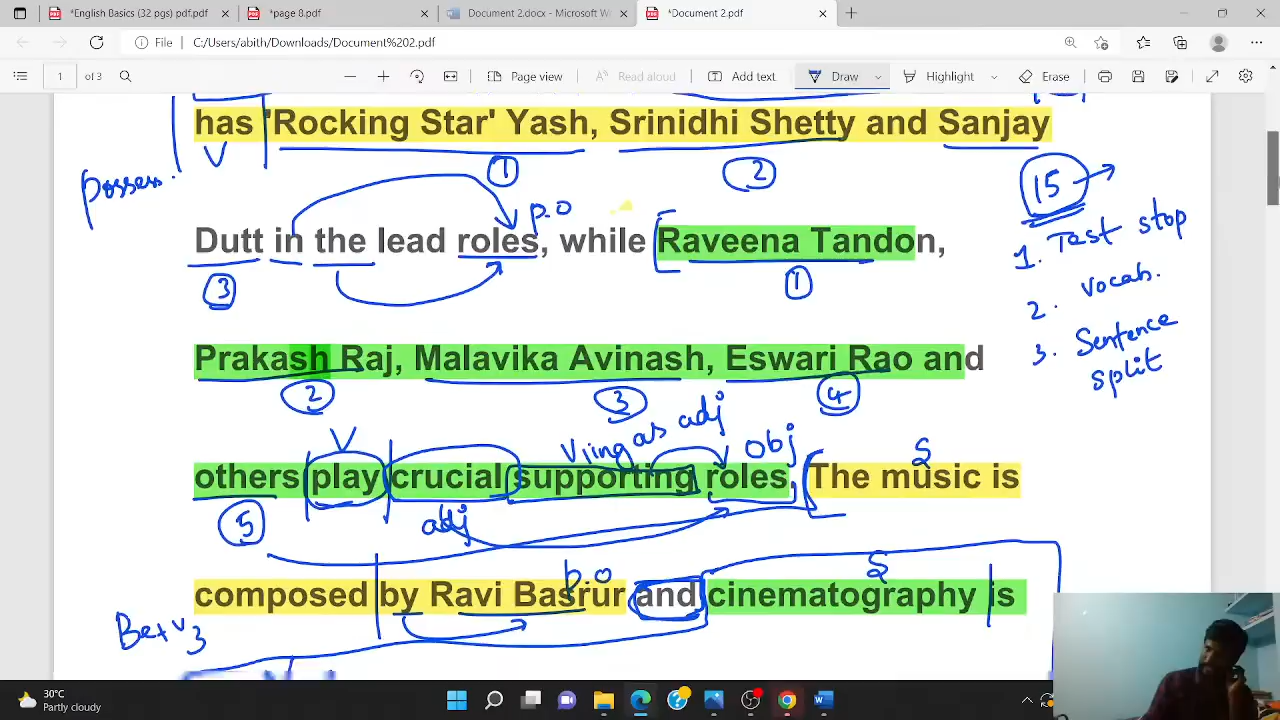 *English Basics (32 pgs) pdf.pdf
*page 8.pdf
Document 2.docx - Microsoft W
*Document 2.pdf
File
C:/Users/abith/Downloads/Document%202.pdf
1 of 3
Page view
Read aloud
Add text
Draw
Highlight
Erase
has 'Rocking Star' Yash, Srinidhi Shetty and Sanjay
V
1
2
15
possess.
p.o
Dutt in the lead roles, while Raveena Tandon,
3
1
1. Test stop
2. vocab.
3. Sentence split
Prakash Raj, Malavika Avinash, Eswari Rao and
2
3
4
V
Ving as adj
obj
S
others play crucial supporting roles. The music is
5
adj
p.o
S
composed by Ravi Basrur and cinematography is
Be+V3
30°C
Partly cloudy